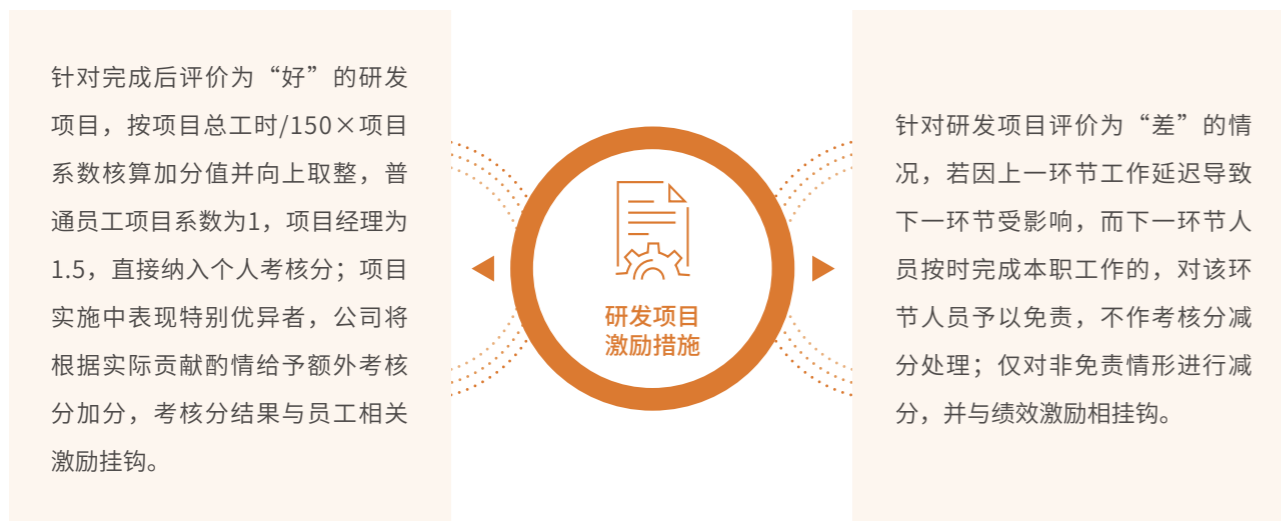 针对完成后评价为“好”的研发
项目，按项目总工时/150×项目
系数核算加分值并向上取整，普
通员工项目系数为1，项目经理为
1.5，直接纳入个人考核分；项目
实施中表现特别优异者，公司将
根据实际贡献酌情给予额外考核
分加分，考核分结果与员工相关
激励挂钩。
研发项目
激励措施
针对研发项目评价为“差”的情
况，若因上一环节工作延迟导致
下一环节受影响，而下一环节人
员按时完成本职工作的，对该环
节人员予以免责，不作考核分减
分处理；仅对非免责情形进行减
分，并与绩效激励相挂钩。